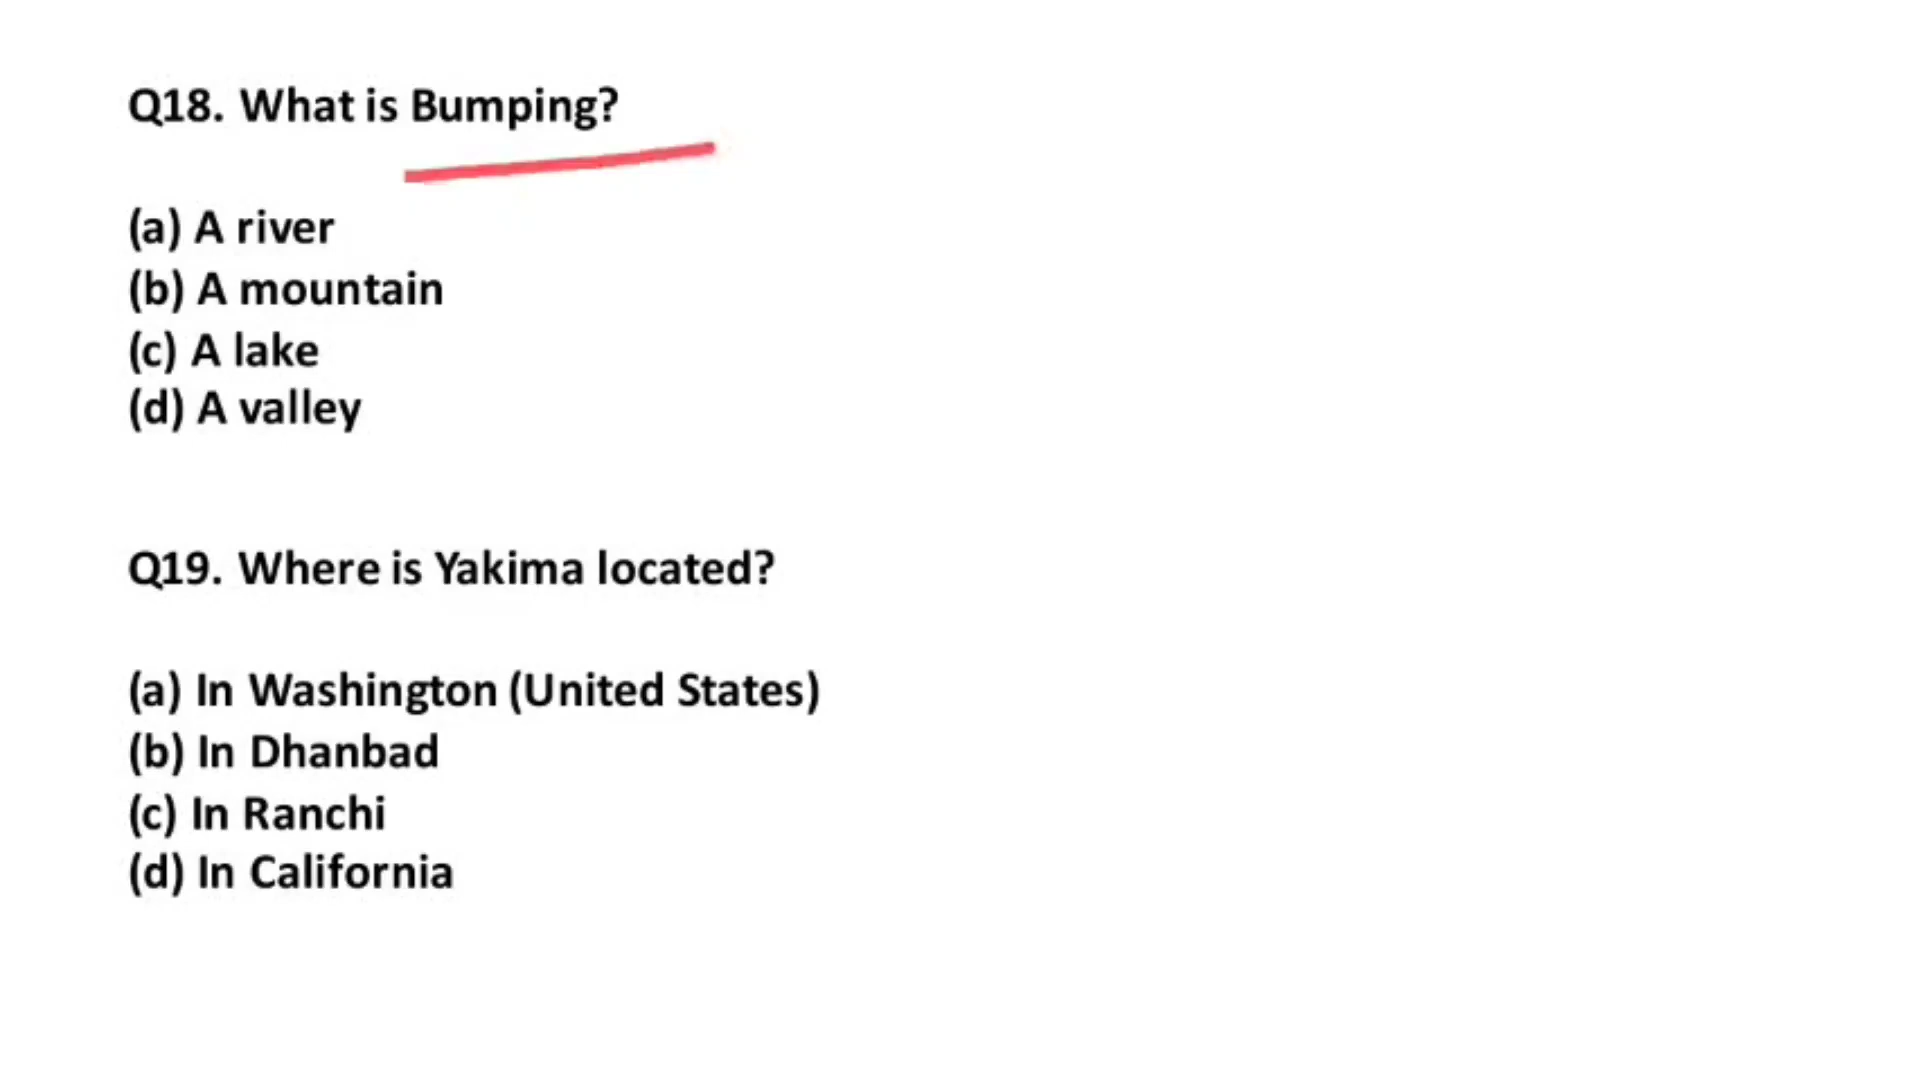 Q18. What is Bumping?
(a) A river
(b) A mountain
(c) A lake
(d) A valley
Q19. Where is Yakima located?
(a) In Washington (United States)
(b) In Dhanbad
(c) In Ranchi
(d) In California